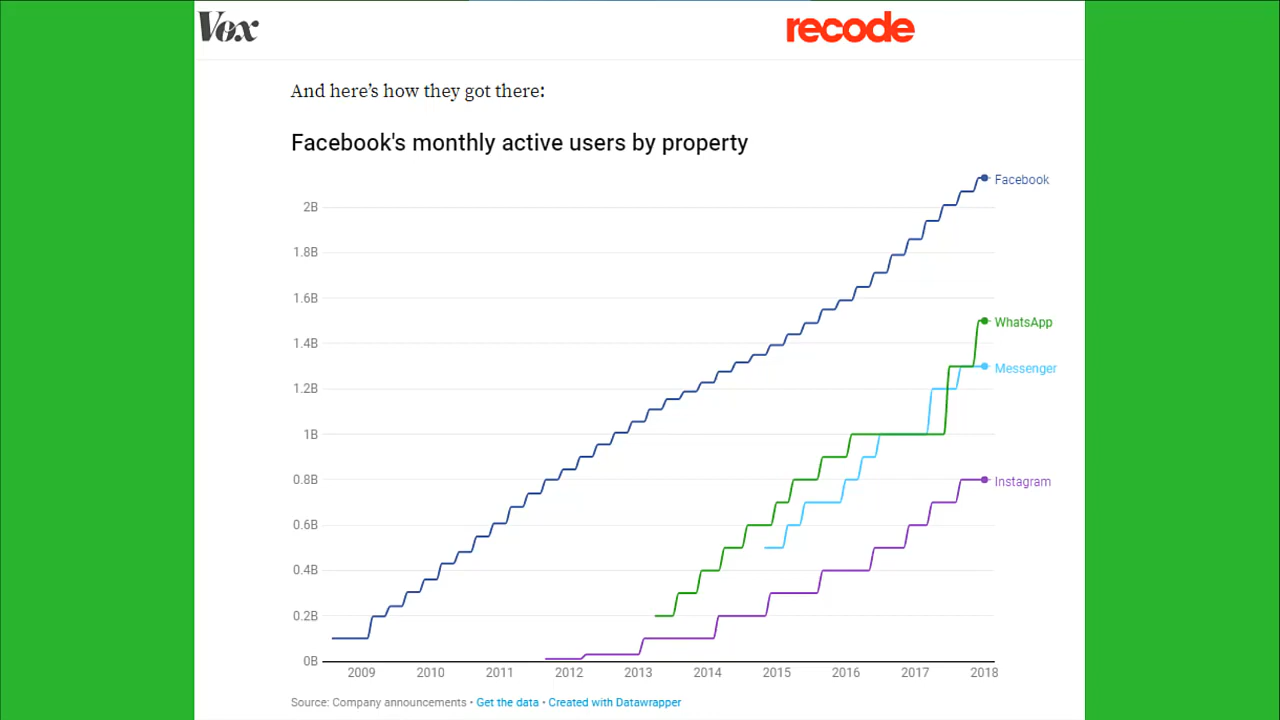 Vox
recode
And here's how they got there:
Facebook's monthly active users by property
Facebook
2B
1.8B
1.6B
WhatsApp
1.4B
Messenger
1.2B
1B
0.8B
Instagram
0.6B
0.4B
0.2B
0B
2009 2010 2011 2012 2013 2014 2015 2016 2017 2018
Source: Company announcements • Get the data • Created with Datawrapper